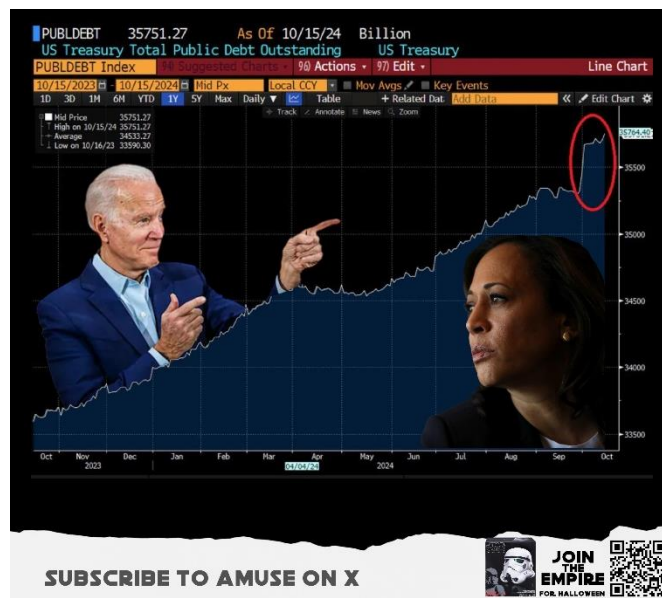 PUBLDEBT 35751.27 As Of 10/15/24 Billion
US Treasury Total Public Debt Outstanding US Treasury
PUBLDEBT Index 94) Suggested Charts 96) Actions 97) Edit Line Chart
10/15/2023 - 10/15/2024 Mid Px Local CCY Mov Avgs Key Events
1D 3D 1M 6M YTD 1Y 5Y Max Daily ▼ Table + Related Dat Add Data « Edit Chart
Track Annotate News Zoom
Mid Price 35751.27
High on 10/15/24 35751.27
Average 34533.27
Low on 10/16/23 33590.30
35764.40
35500
35000
34500
34000
33500
Oct Nov Dec Jan Feb Mar Apr May Jun Jul Aug Sep Oct
2023 04/04/24 2024
SUBSCRIBE TO AMUSE ON X
JOIN
THE
EMPIRE
FOR HALLOWEEN